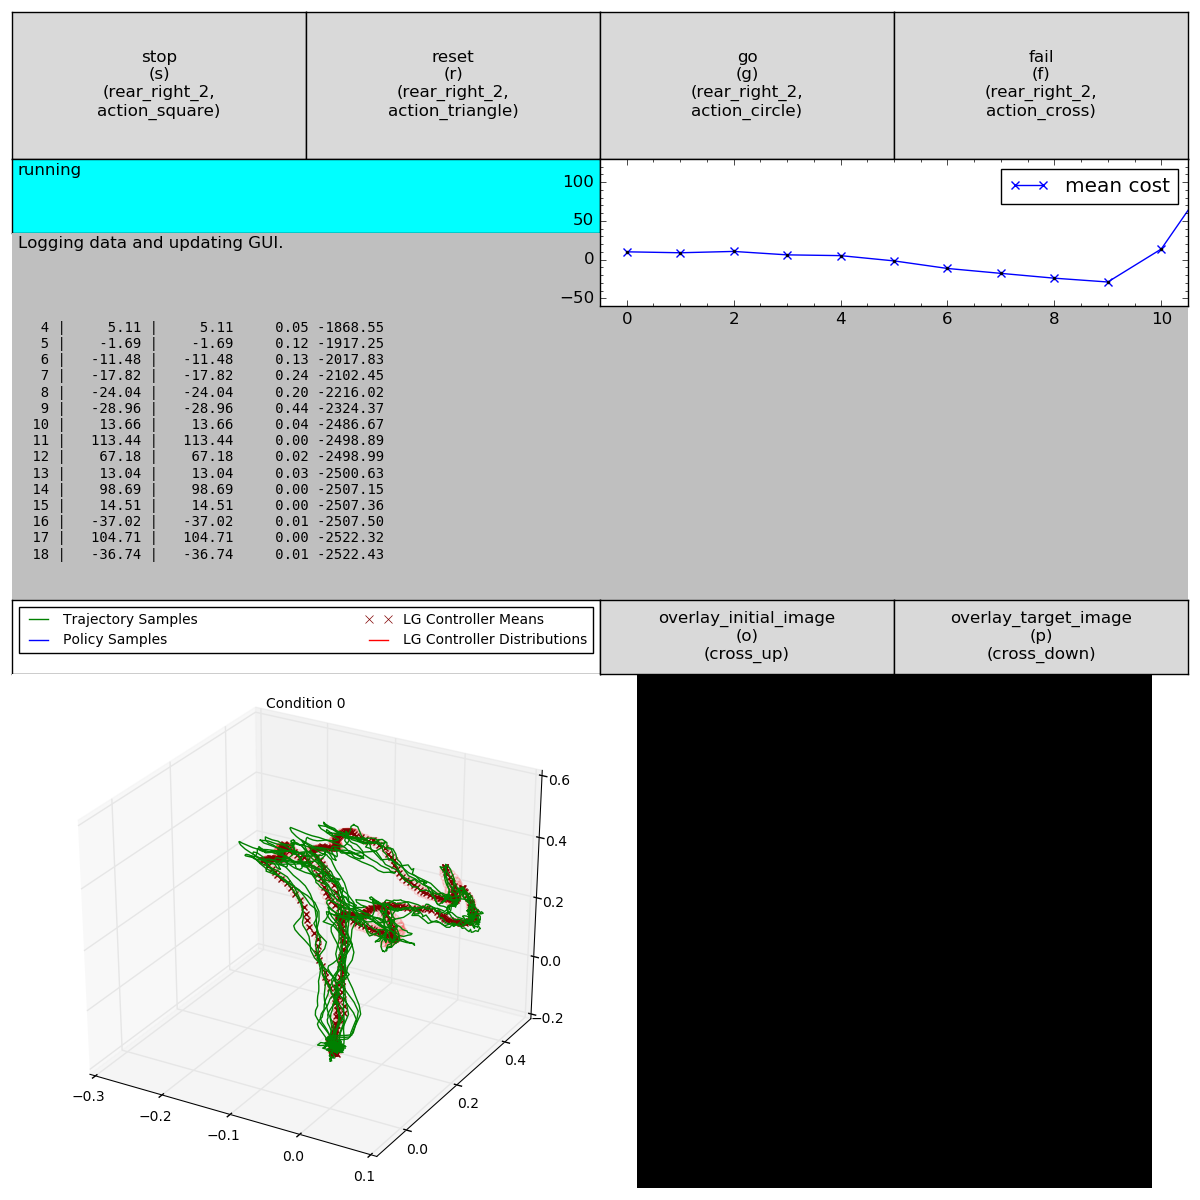 stop
(s)
(rear_right_2,
action_square)
reset
(r)
(rear_right_2,
action_triangle)
go
(g)
(rear_right_2,
action_circle)
fail
(f)
(rear_right_2,
action_cross)
running
100
50
0
−50
mean cost
0 2 4 6 8 10
Logging data and updating GUI.
4 | 5.11 | 5.11 0.05 -1868.55
5 | -1.69 | -1.69 0.12 -1917.25
6 | -11.48 | -11.48 0.13 -2017.83
7 | -17.82 | -17.82 0.24 -2102.45
8 | -24.04 | -24.04 0.20 -2216.02
9 | -28.96 | -28.96 0.44 -2324.37
10 | 13.66 | 13.66 0.04 -2486.67
11 | 113.44 | 113.44 0.00 -2498.89
12 | 67.18 | 67.18 0.02 -2498.99
13 | 13.04 | 13.04 0.03 -2500.63
14 | 98.69 | 98.69 0.00 -2507.15
15 | 14.51 | 14.51 0.00 -2507.36
16 | -37.02 | -37.02 0.01 -2507.50
17 | 104.71 | 104.71 0.00 -2522.32
18 | -36.74 | -36.74 0.01 -2522.43
Trajectory Samples
Policy Samples
LG Controller Means
LG Controller Distributions
overlay_initial_image
(o)
(cross_up)
overlay_target_image
(p)
(cross_down)
Condition 0
0.6
0.4
0.2
0.0
−0.2
0.4
0.2
0.0
−0.3
−0.2
−0.1
0.0
0.1